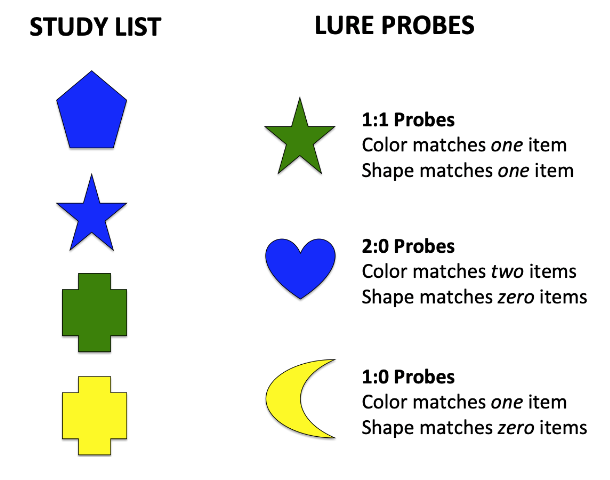 STUDY LIST
LURE PROBES
1:1 Probes
Color matches one item
Shape matches one item
2:0 Probes
Color matches two items
Shape matches zero items
1:0 Probes
Color matches one item
Shape matches zero items